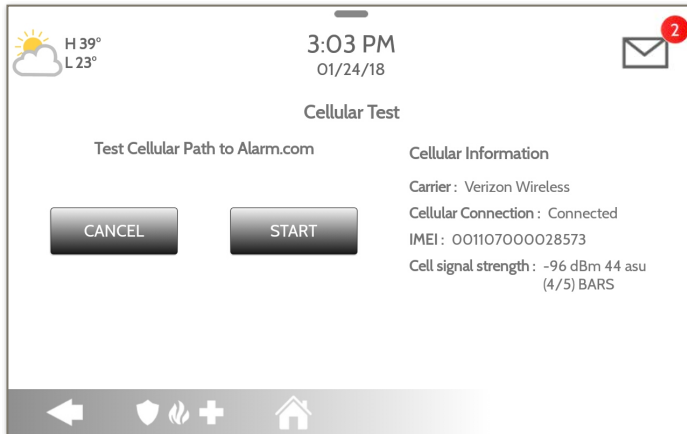 H 39°
L 23°
3:03 PM
01/24/18
2
Cellular Test
Test Cellular Path to Alarm.com
CANCEL
START
Cellular Information
Carrier : Verizon Wireless
Cellular Connection : Connected
IMEI : 001107000028573
Cell signal strength : -96 dBm 44 asu
(4/5) BARS